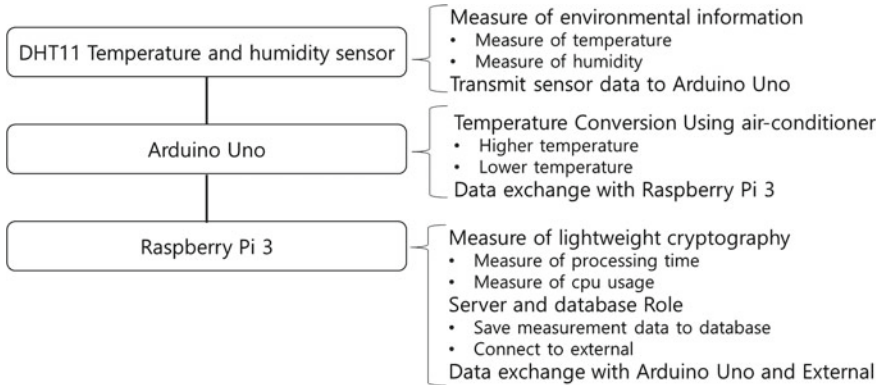 DHT11 Temperature and humidity sensor
Measure of environmental information
• Measure of temperature
• Measure of humidity
Transmit sensor data to Arduino Uno
Arduino Uno
Temperature Conversion Using air-conditioner
• Higher temperature
• Lower temperature
Data exchange with Raspberry Pi 3
Raspberry Pi 3
Measure of lightweight cryptography
• Measure of processing time
• Measure of cpu usage
Server and database Role
• Save measurement data to database
• Connect to external
Data exchange with Arduino Uno and External